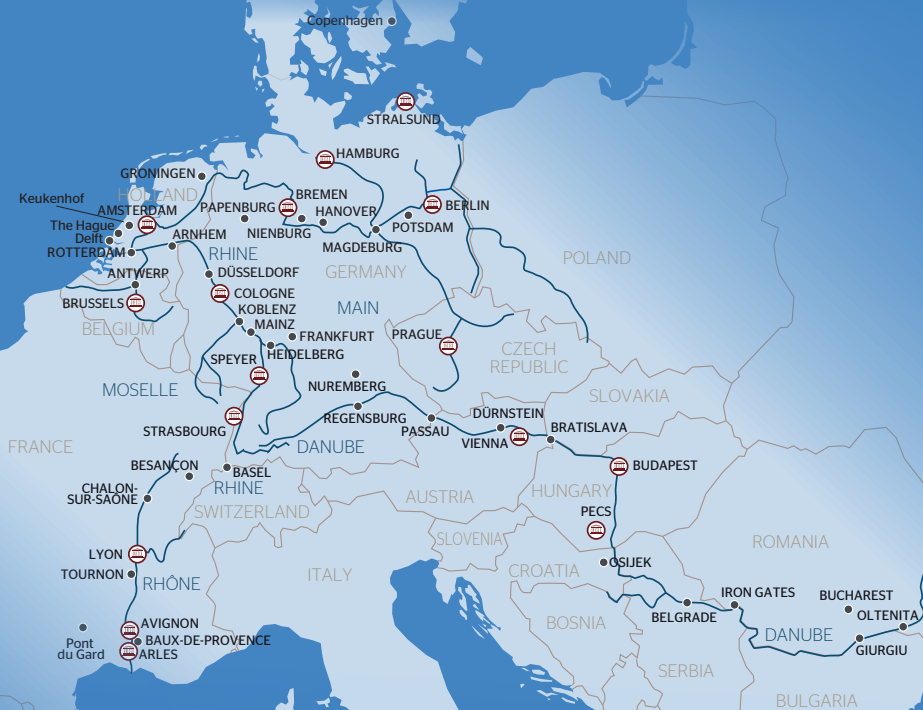 Copenhagen
STRALSUND
HAMBURG
GRONINGEN
HOLLAND
Keukenhof
AMSTERDAM
PAPENBURG
BREMEN
HANOVER
BERLIN
The Hague
NIENBURG
POTSDAM
Delft
ARNHEM
MAGDEBURG
ROTTERDAM
RHINE
POLAND
ANTWERP
DÜSSELDORF
GERMANY
BRUSSELS
COLOGNE
KOBLENZ
MAIN
BELGIUM
MAINZ
FRANKFURT
PRAGUE
SPEYER
HEIDELBERG
CZECH
REPUBLIC
MOSELLE
NUREMBERG
SLOVAKIA
REGENSBURG
DÜRNSTEIN
STRASBOURG
PASSAU
BRATISLAVA
FRANCE
DANUBE
VIENNA
BESANÇON
BASEL
BUDAPEST
CHALON-
SUR-SAÔNE
RHINE
AUSTRIA
HUNGARY
SWITZERLAND
PECS
SLOVENIA
ROMANIA
LYON
OSIJEK
TOURNON
RHÔNE
ITALY
CROATIA
IRON GATES
BUCHAREST
BELGRADE
OLTENITA
AVIGNON
BOSNIA
DANUBE
Pont
du Gard
BAUX-DE-PROVENCE
GIURGIU
ARLES
SERBIA
BULGARIA